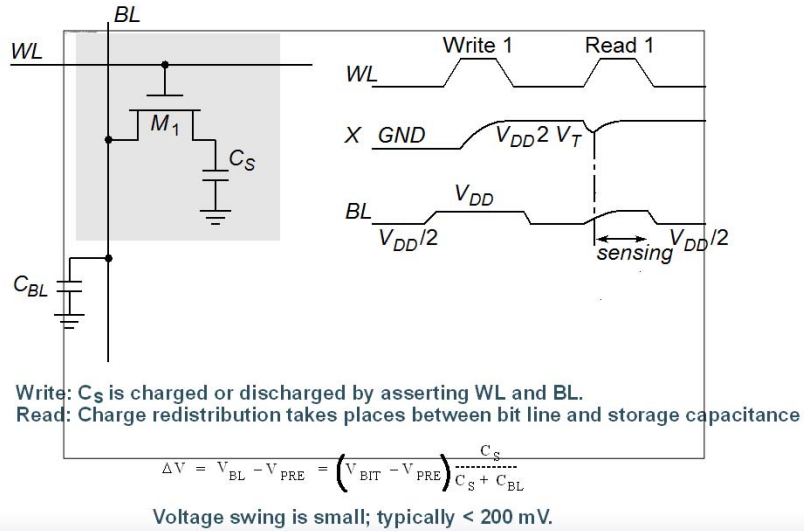 BL
WL
M1
CS
CBL
Write 1 Read 1
WL
X GND VDD2 VT
BL VDD
VDD/2 sensing VDD/2
Write: CS is charged or discharged by asserting WL and BL.
Read: Charge redistribution takes places between bit line and storage capacitance
ΔV = VBL - VPRE = (VBIT - VPRE) CS / CS + CBL
Voltage swing is small; typically < 200 mV.